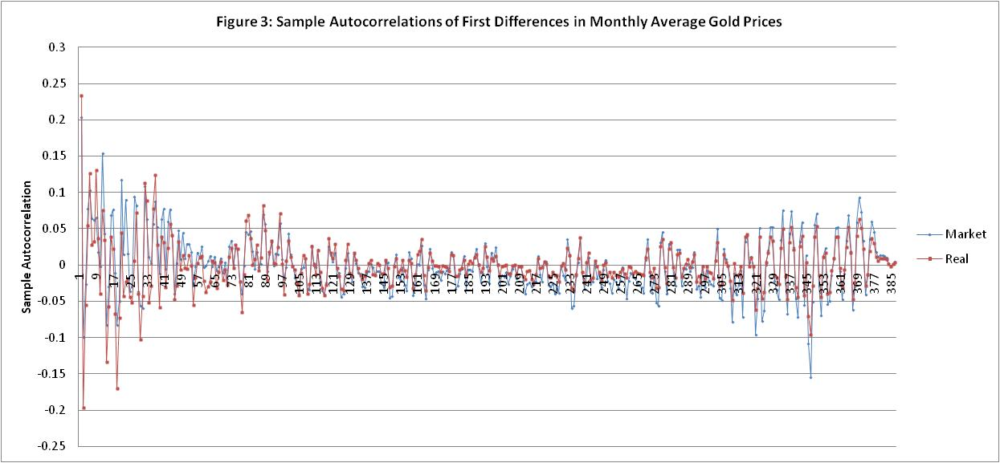 Figure 3: Sample Autocorrelations of First Differences in Monthly Average Gold Prices
0.3
0.25
0.2
0.15
0.1
0.05
0
-0.05
-0.1
-0.15
-0.2
-0.25
Sample Autocorrelation
1 9 17 25 33 41 49 57 65 73 81 89 97 105 113 121 129 137 145 153 161 169 177 185 193 201 209 217 225 233 241 249 257 265 273 281 289 297 305 313 321 329 337 345 353 361 369 377 385
Market
Real